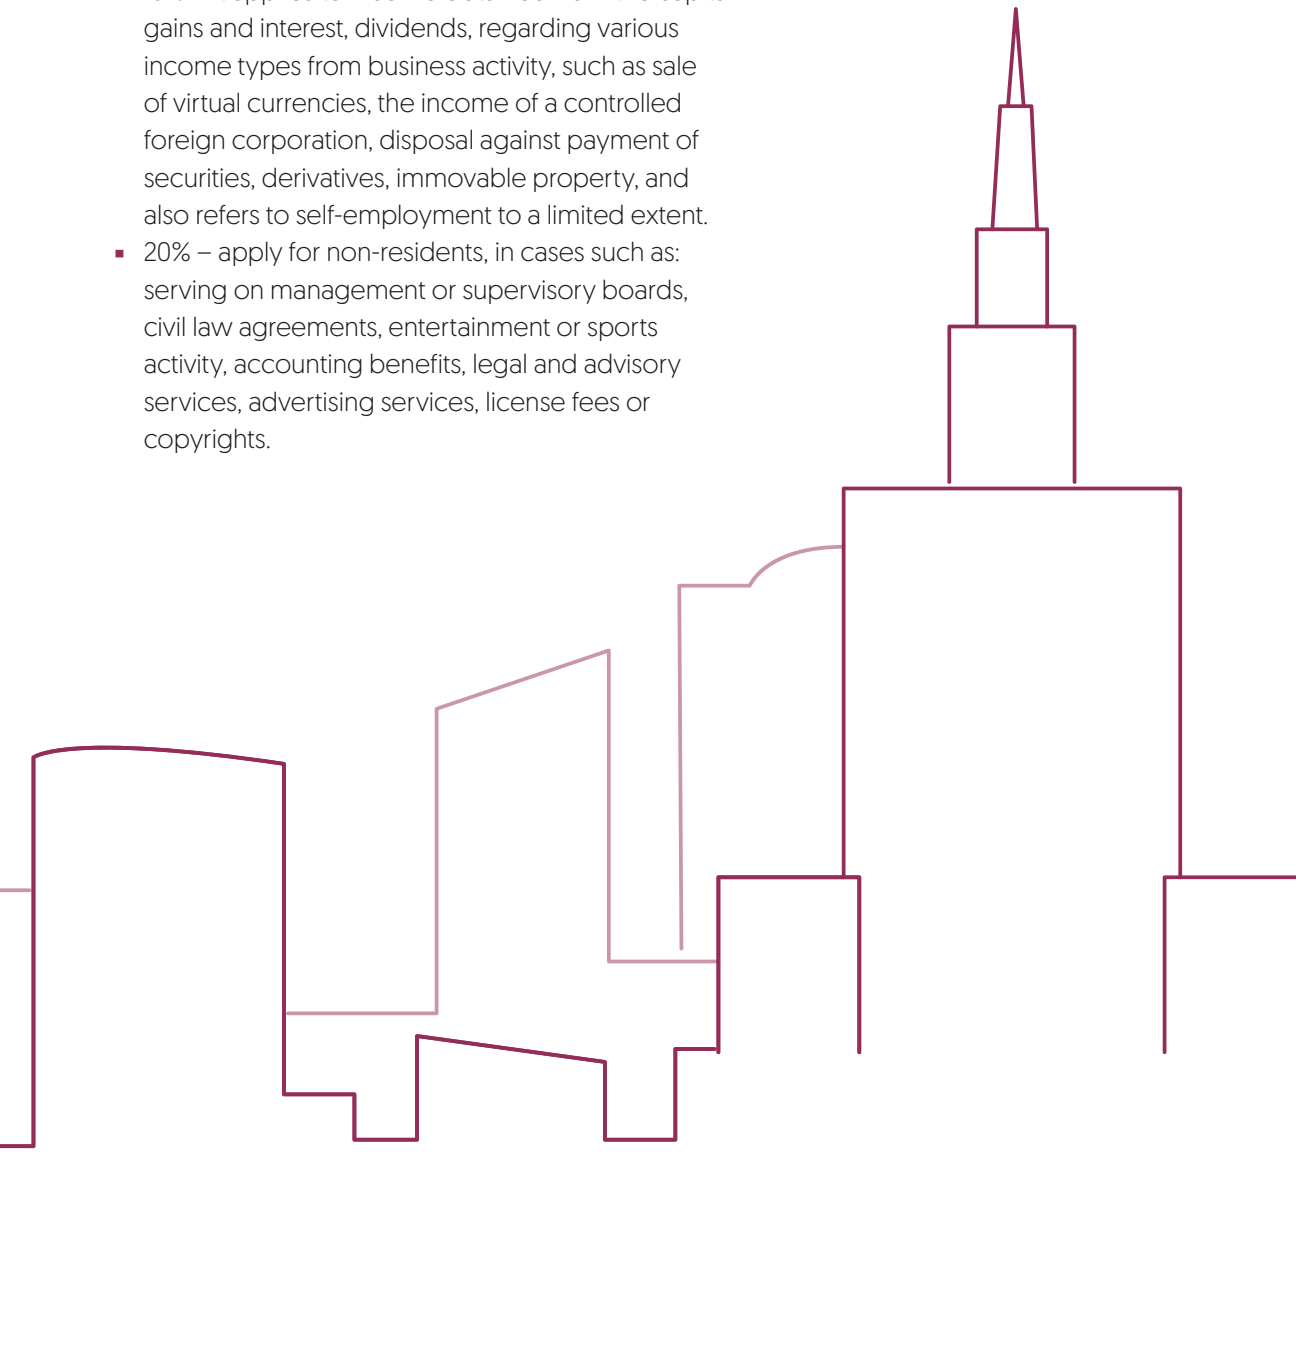 gains and interest, dividends, regarding various
income types from business activity, such as sale
of virtual currencies, the income of a controlled
foreign corporation, disposal against payment of
securities, derivatives, immovable property, and
also refers to self-employment to a limited extent.
▪ 20% – apply for non-residents, in cases such as:
serving on management or supervisory boards,
civil law agreements, entertainment or sports
activity, accounting benefits, legal and advisory
services, advertising services, license fees or
copyrights.